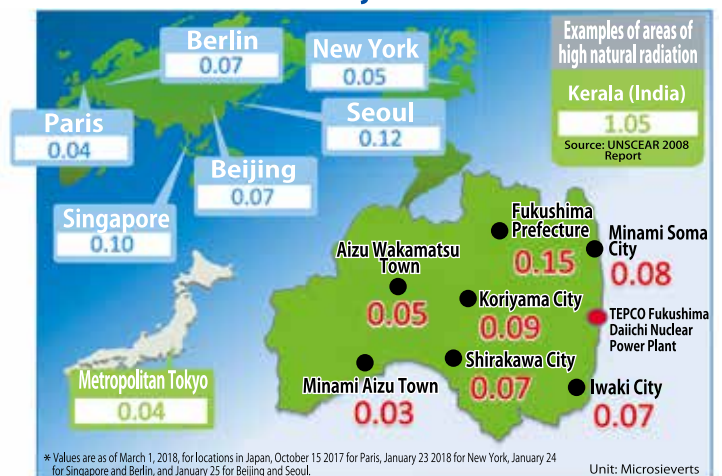 Berlin
0.07
New York
0.05
Examples of areas of
high natural radiation
Kerala (India)
1.05
Source: UNSCEAR 2008
Report
Paris
0.04
Seoul
0.12
Beijing
0.07
Singapore
0.10
Fukushima
Prefecture
0.15
Minami Soma
City
0.08
Aizu Wakamatsu
Town
0.05
Koriyama City
0.09
TEPCO Fukushima
Daiichi Nuclear
Power Plant
Metropolitan Tokyo
0.04
Minami Aizu Town
0.03
Shirakawa City
0.07
Iwaki City
0.07
* Values are as of March 1, 2018, for locations in Japan, October 15 2017 for Paris, January 23 2018 for New York, January 24
for Singapore and Berlin, and January 25 for Beijing and Seoul.
Unit: Microsieverts